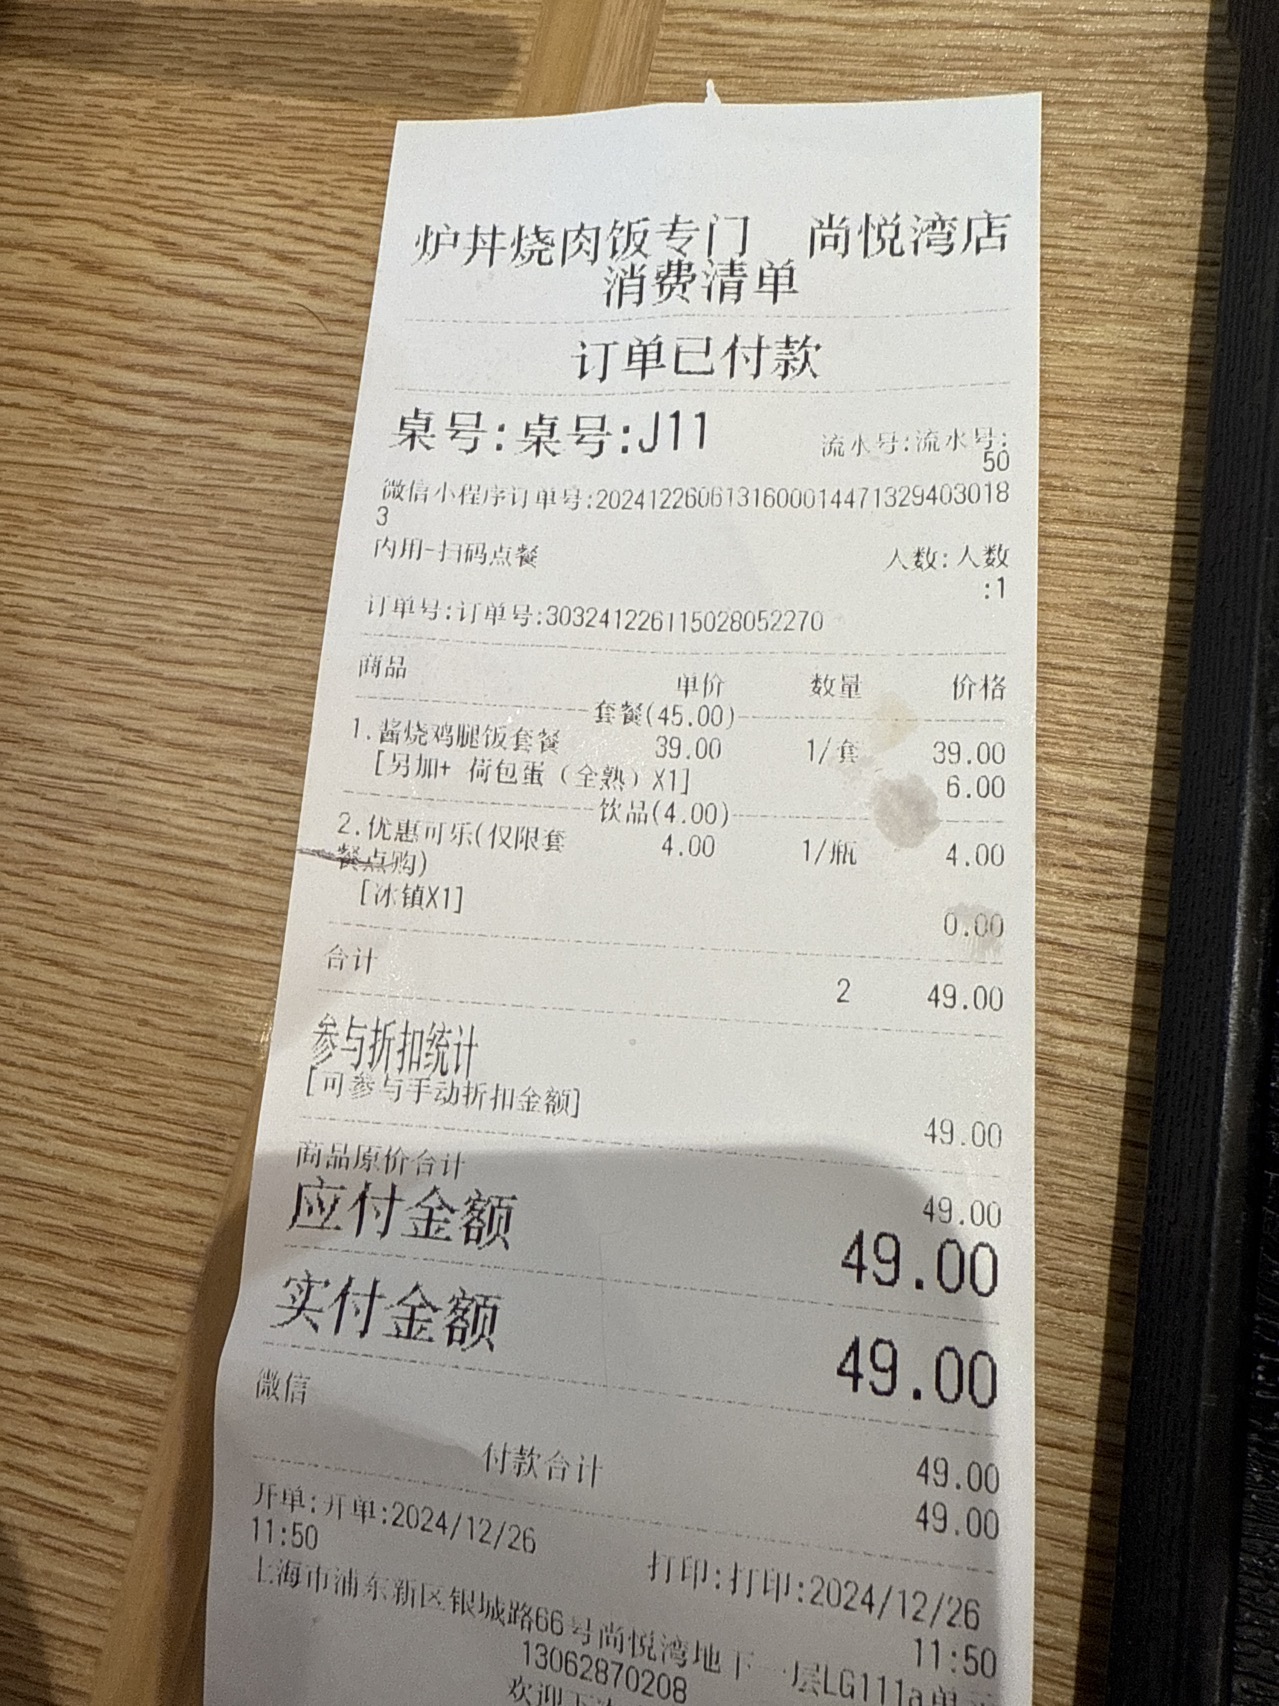 炉丼烧肉饭专门 尚悦湾店
消费清单
订单已付款
桌号:桌号:J11 流水号:流水号:
50
微信小程序订单号:2024122606131600014471329403018
3
内用-扫码点餐 人数:人数
:1
订单号:订单号:303241226115028052270
商品 单价 数量 价格
套餐(45.00)
1.酱烧鸡腿饭套餐 39.00 1/套 39.00
[另加+ 荷包蛋（全熟）X1] 6.00
饮品(4.00)
2.优惠可乐(仅限套 4.00 1/瓶 4.00
餐点购)
[冰镇X1] 0.00
合计 2 49.00
参与折扣统计
[可参与手动折扣金额] 49.00
商品原价合计 49.00
应付金额 49.00
实付金额 49.00
微信 49.00
付款合计 49.00
开单:开单:2024/12/26 打印:打印:2024/12/26
11:50 11:50
上海市浦东新区银城路66号尚悦湾地下一层LG111a单元
13062870208
欢迎下